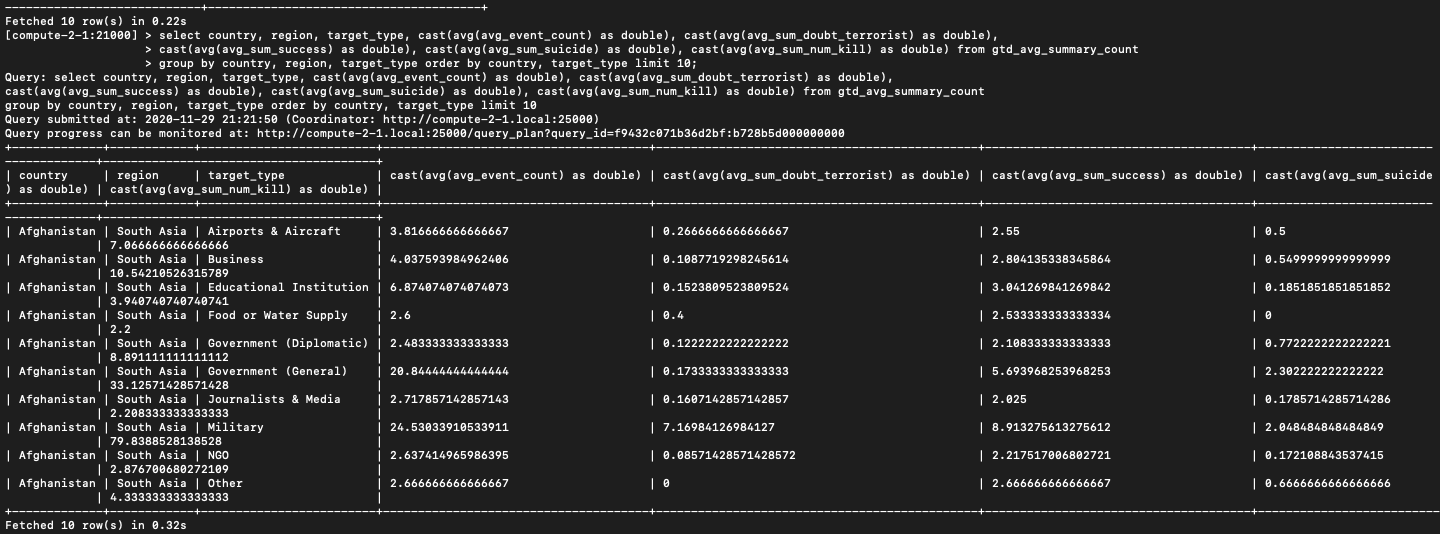 -----------------------------+----------------------------------------+
Fetched 10 row(s) in 0.22s
[compute-2-1:21000] > select country, region, target_type, cast(avg(avg_event_count) as double), cast(avg(avg_sum_doubt_terrorist) as double),
                    > cast(avg(avg_sum_success) as double), cast(avg(avg_sum_suicide) as double), cast(avg(avg_sum_num_kill) as double) from gtd_avg_summary_count
                    > group by country, region, target_type order by country, target_type limit 10;
Query: select country, region, target_type, cast(avg(avg_event_count) as double), cast(avg(avg_sum_doubt_terrorist) as double),
cast(avg(avg_sum_success) as double), cast(avg(avg_sum_suicide) as double), cast(avg(avg_sum_num_kill) as double) from gtd_avg_summary_count
group by country, region, target_type order by country, target_type limit 10
Query submitted at: 2020-11-29 21:21:50 (Coordinator: http://compute-2-1.local:25000)
Query progress can be monitored at: http://compute-2-1.local:25000/query_plan?query_id=f9432c071b36d2bf:b728b5d000000000
+-------------+------------+-------------------------+--------------------------------------+-----------------------------------------------+--------------------------------------+--------------------------
-------------+---------------------------------------+
| country     | region     | target_type             | cast(avg(avg_event_count) as double) | cast(avg(avg_sum_doubt_terrorist) as double) | cast(avg(avg_sum_success) as double) | cast(avg(avg_sum_suicide
) as double) | cast(avg(avg_sum_num_kill) as double) |
+-------------+------------+-------------------------+--------------------------------------+-----------------------------------------------+--------------------------------------+--------------------------
-------------+---------------------------------------+
| Afghanistan | South Asia | Airports & Aircraft     | 3.816666666666667                    | 0.2666666666666667                           | 2.55                                 | 0.5
             | 7.066666666666666                     |
| Afghanistan | South Asia | Business                | 4.037593984962406                    | 0.1087719298245614                           | 2.804135338345864                    | 0.5499999999999999
             | 10.54210526315789                     |
| Afghanistan | South Asia | Educational Institution | 6.874074074074073                    | 0.1523809523809524                           | 3.041269841269842                    | 0.1851851851851852
             | 3.940740740740741                     |
| Afghanistan | South Asia | Food or Water Supply    | 2.6                                  | 0.4                                          | 2.533333333333334                    | 0
             | 2.2                                   |
| Afghanistan | South Asia | Government (Diplomatic) | 2.483333333333333                    | 0.1222222222222222                           | 2.108333333333333                    | 0.7722222222222221
             | 8.891111111111112                     |
| Afghanistan | South Asia | Government (General)    | 20.84444444444444                    | 0.1733333333333333                           | 5.693968253968253                    | 2.302222222222222
             | 33.12571428571428                     |
| Afghanistan | South Asia | Journalists & Media     | 2.717857142857143                    | 0.1607142857142857                           | 2.025                                | 0.1785714285714286
             | 2.208333333333333                     |
| Afghanistan | South Asia | Military                | 24.53033910533911                    | 7.16984126984127                             | 8.913275613275612                    | 2.048484848484849
             | 79.8388528138528                      |
| Afghanistan | South Asia | NGO                     | 2.637414965986395                    | 0.08571428571428572                          | 2.217517006802721                    | 0.172108843537415
             | 2.876700680272109                     |
| Afghanistan | South Asia | Other                   | 2.666666666666667                    | 0                                            | 2.666666666666667                    | 0.6666666666666666
             | 4.333333333333333                     |
+-------------+------------+-------------------------+--------------------------------------+-----------------------------------------------+--------------------------------------+--------------------------
Fetched 10 row(s) in 0.32s